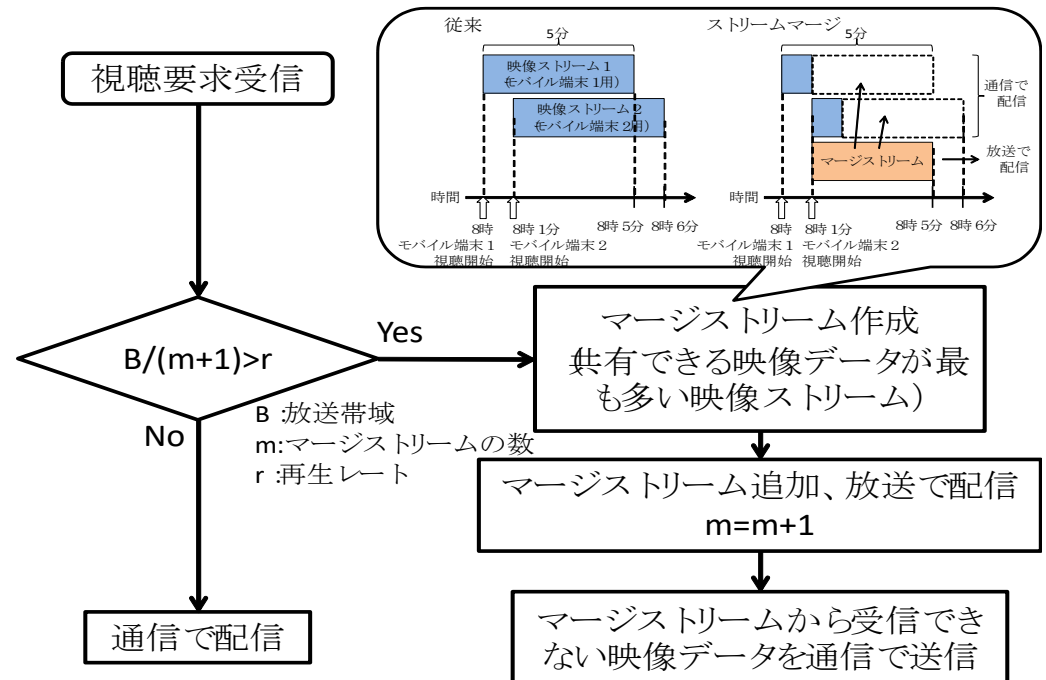 従来
5分
映像ストリーム1
(モバイル端末1用)
映像ストリーム2
(モバイル端末2用)
時間
8時
8時1分
8時5分
8時6分
モバイル端末1
視聴開始
モバイル端末2
視聴開始
ストリームマージ
5分
通信で
配信
マージストリーム
放送で
配信
時間
8時
8時1分
8時5分
8時6分
モバイル端末1
視聴開始
モバイル端末2
視聴開始
視聴要求受信
B/(m+1)>r
Yes
No
B :放送帯域
m:マージストリームの数
r :再生レート
通信で配信
マージストリーム作成
(共有できる映像データが最
も多い映像ストリーム)
マージストリーム追加、放送で配信
m=m+1
マージストリームから受信でき
ない映像データを通信で送信